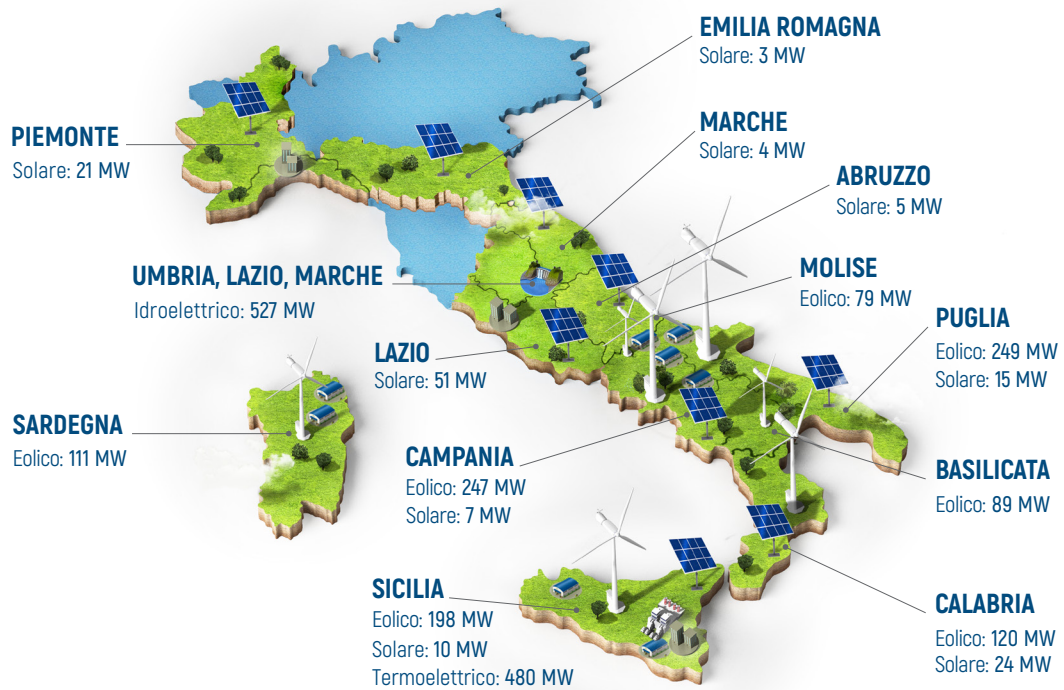 EMILIA ROMAGNA
Solare: 3 MW
MARCHE
Solare: 4 MW
PIEMONTE
Solare: 21 MW
ABRUZZO
Solare: 5 MW
UMBRIA, LAZIO, MARCHE
Idroelettrico: 527 MW
MOLISE
Eolico: 79 MW
PUGLIA
Eolico: 249 MW
Solare: 15 MW
LAZIO
Solare: 51 MW
SARDEGNA
Eolico: 111 MW
CAMPANIA
Eolico: 247 MW
Solare: 7 MW
BASILICATA
Eolico: 89 MW
SICILIA
Eolico: 198 MW
Solare: 10 MW
Termoelettrico: 480 MW
CALABRIA
Eolico: 120 MW
Solare: 24 MW